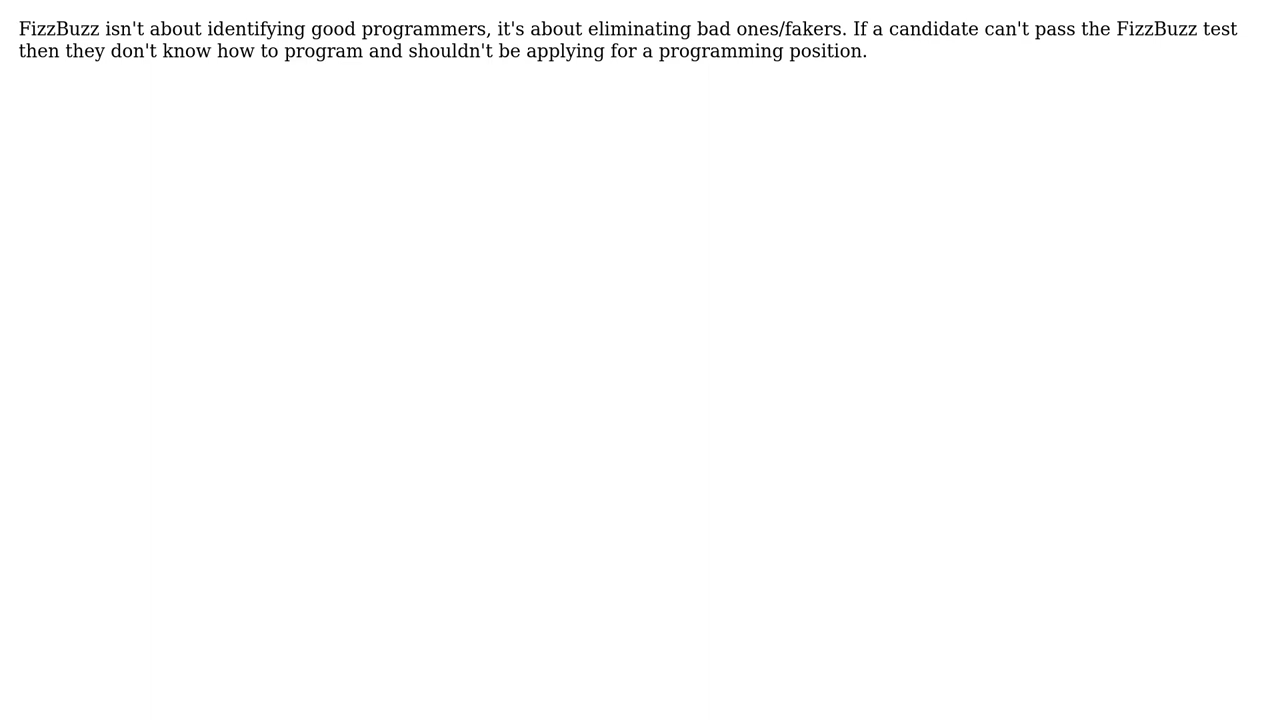 FizzBuzz isn't about identifying good programmers, it's about eliminating bad ones/fakers. If a candidate can't pass the FizzBuzz test
then they don't know how to program and shouldn't be applying for a programming position.